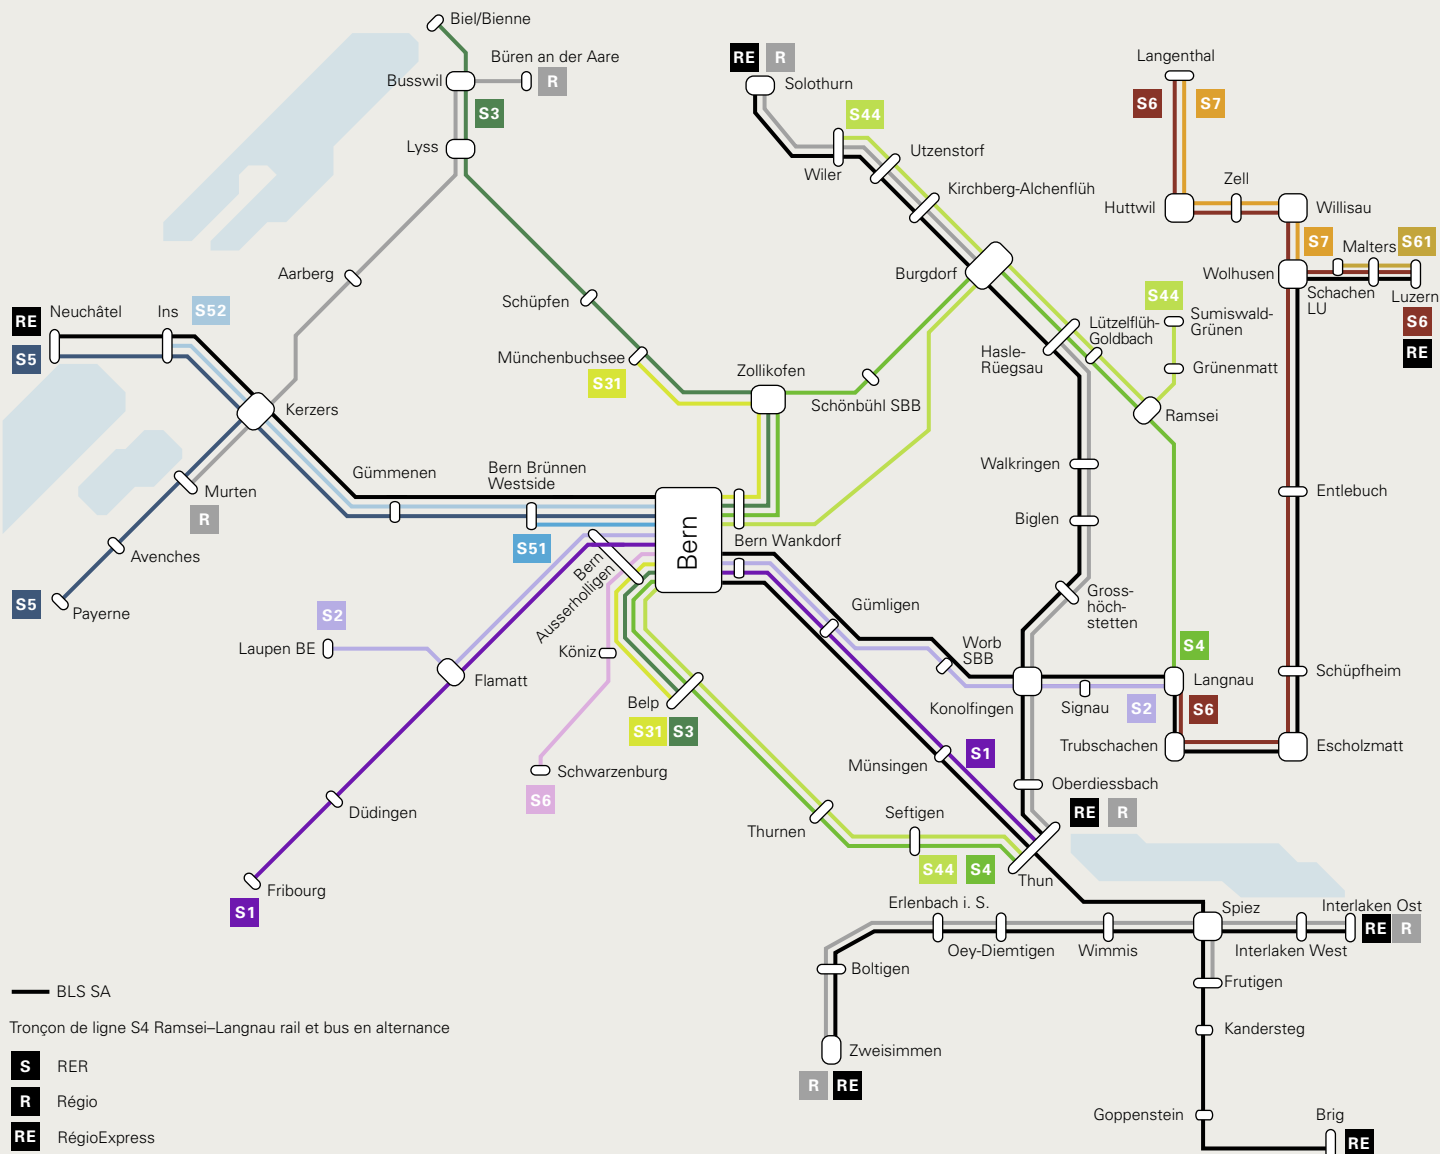 Biel/Bienne
Büren an der Aare
Busswil
R
S3
Lyss
RE R
Solothurn
S44
Wiler
Utzenstorf
Kirchberg-Alchenflüh
Burgdorf
Langenthal
S6 S7
Zell
Huttwil
Willisau
S7
Malters
S61
Wolhusen
Schachen
LU
Luzern
S6
RE
Aarberg
Schüpfen
Münchenbuchsee
S31
Zollikofen
Schönbühl SBB
S44
Sumiswald-
Grünen
Lützelflüh-
Goldbach
Hasle-
Rüegsau
Grünenmatt
Ramsei
RE
Neuchâtel
Ins
S52
S5
Kerzers
Gümmenen
Bern Brünnen
Westside
Murten
R
Avenches
S5
Payerne
S51
Bern
Bern Wankdorf
Bern
Ausserholligen
Walkringen
Biglen
Entlebuch
Gross-
höch-
stetten
Gümligen
Worb
SBB
S2
Laupen BE
Flamatt
Köniz
Belp
S31 S3
Konolfingen
Signau
S2
S4
Langnau
S6
Schüpfheim
Trubschachen
Escholzmatt
Schwarzenburg
S6
Münsingen
S1
Oberdiessbach
RE R
Düdingen
Thurnen
Seftigen
S44 S4
Thun
Fribourg
S1
Erlenbach i. S.
Oey-Diemtigen
Wimmis
Spiez
Interlaken Ost
RE R
Interlaken West
Boltigen
Frutigen
Kandersteg
Zweisimmen
R RE
Goppenstein
Brig
RE
BLS SA
Tronçon de ligne S4 Ramsei–Langnau rail et bus en alternance
S RER
R Régio
RE RégioExpress